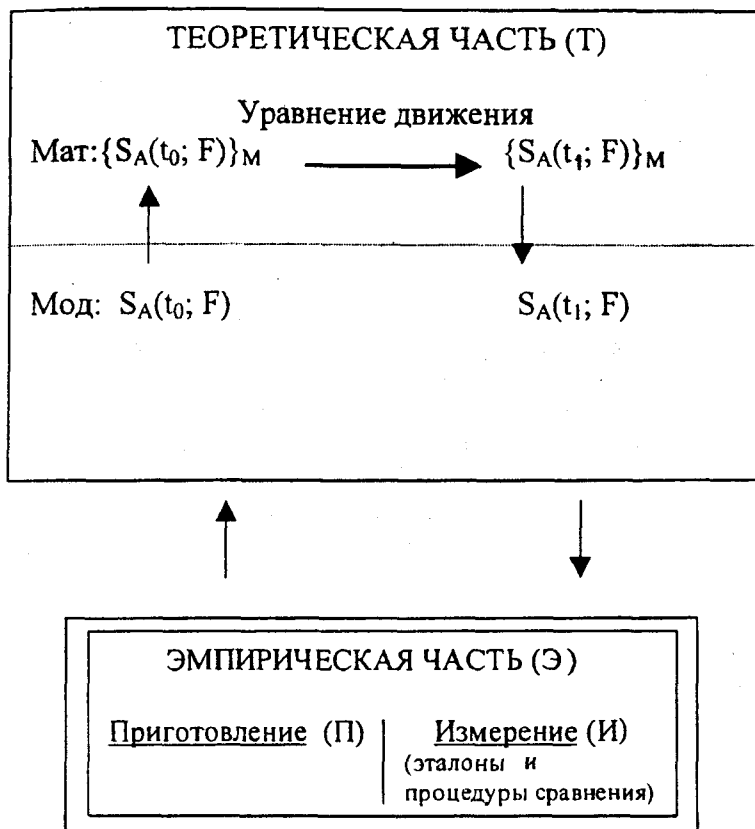 ТЕОРЕТИЧЕСКАЯ ЧАСТЬ (Т)
Уравнение движения
Мат:{S_A(t_0; F)}_M {S_A(t_1; F)}_M
Мод: S_A(t_0; F) S_A(t_1; F)
ЭМПИРИЧЕСКАЯ ЧАСТЬ (Э)
Приготовление (П) Измерение (И)
(эталоны и
процедуры сравнения)